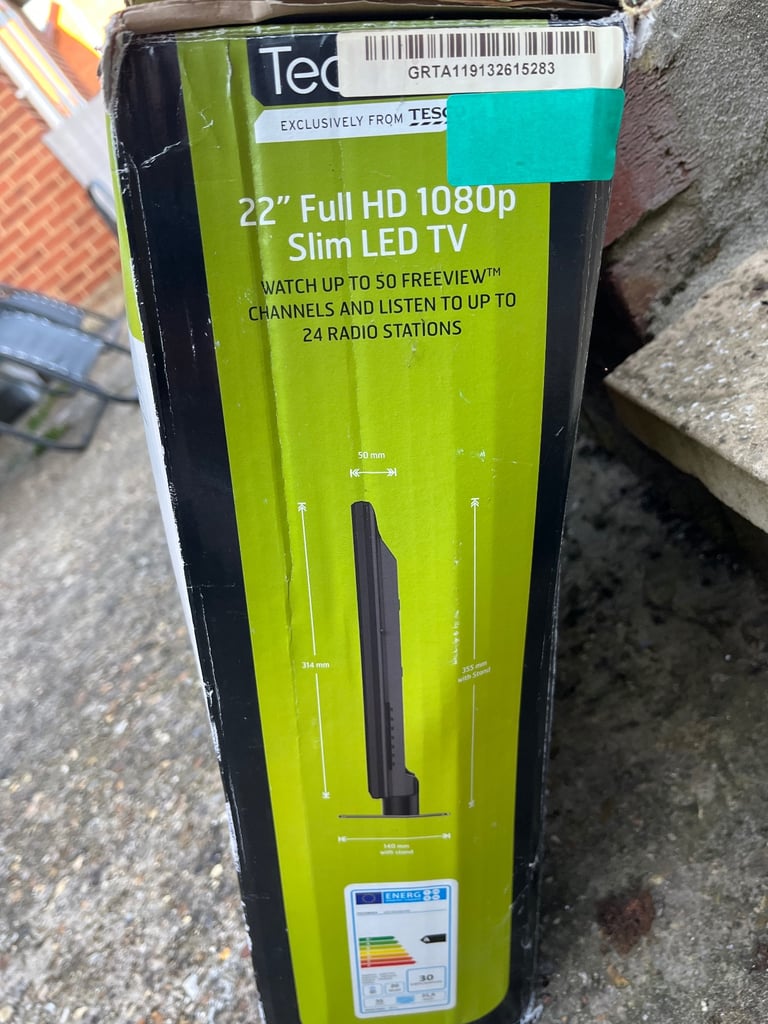 GRTA119132615283
Tec
EXCLUSIVELY FROM TESCO
22” Full HD 1080p
Slim LED TV
WATCH UP TO 50 FREEVIEW™
CHANNELS AND LISTEN TO UP TO
24 RADIO STATIONS
50 mm
314 mm
355 mm
with Stand
140 mm
with stand
ENERG
30